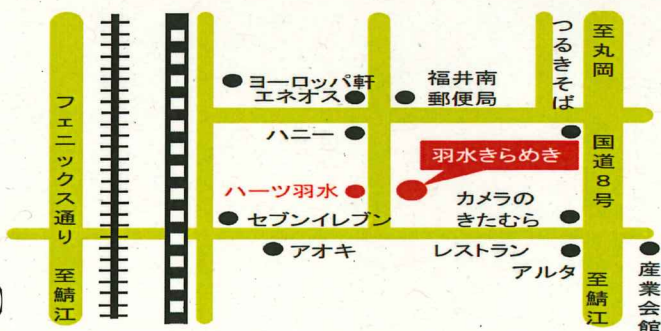 至丸岡
つるきそば
ヨーロッパ軒
エネオス
福井南
郵便局
フェニックス通り
ハニー
国道8号
羽水きらめき
ハーツ羽水
カメラの
きたむら
セブンイレブン
アオキ
レストラン
アルタ
至鯖江
至鯖江
産業会館